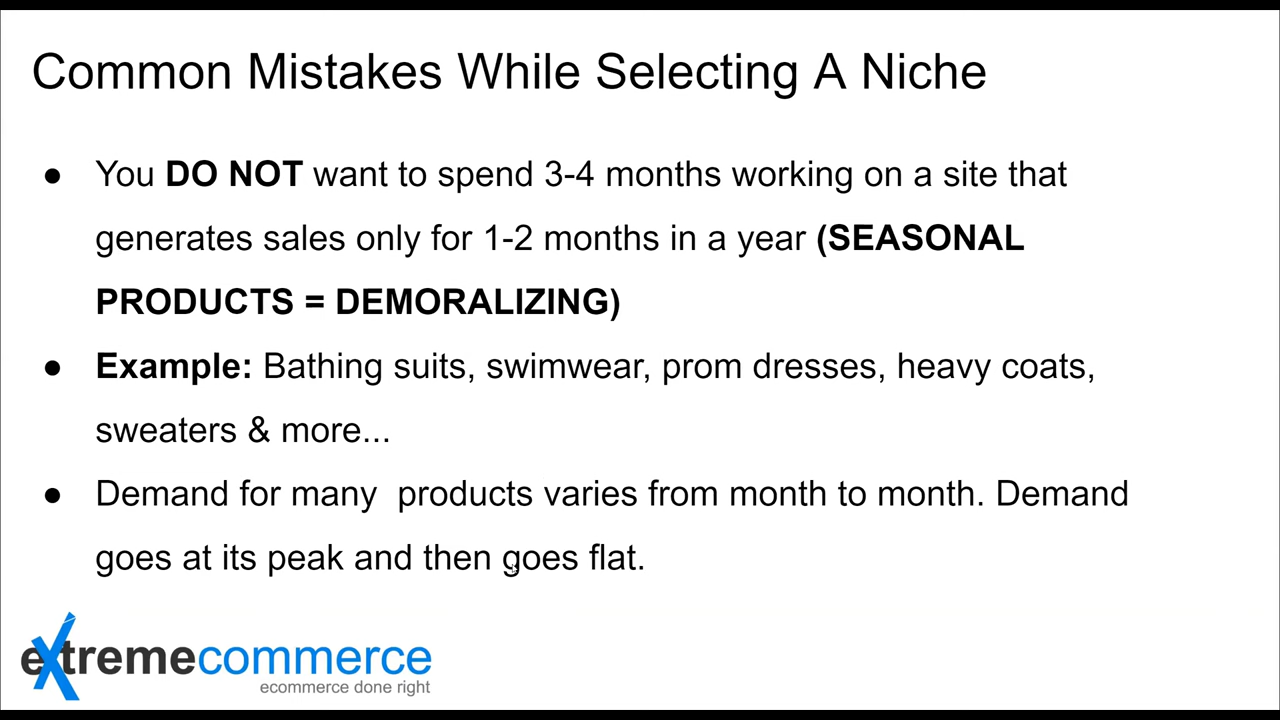 Common Mistakes While Selecting A Niche
● You DO NOT want to spend 3-4 months working on a site that
generates sales only for 1-2 months in a year (SEASONAL
PRODUCTS = DEMORALIZING)
● Example: Bathing suits, swimwear, prom dresses, heavy coats,
sweaters & more...
● Demand for many  products varies from month to month. Demand
goes at its peak and then goes flat.
extremecommerce
ecommerce done right